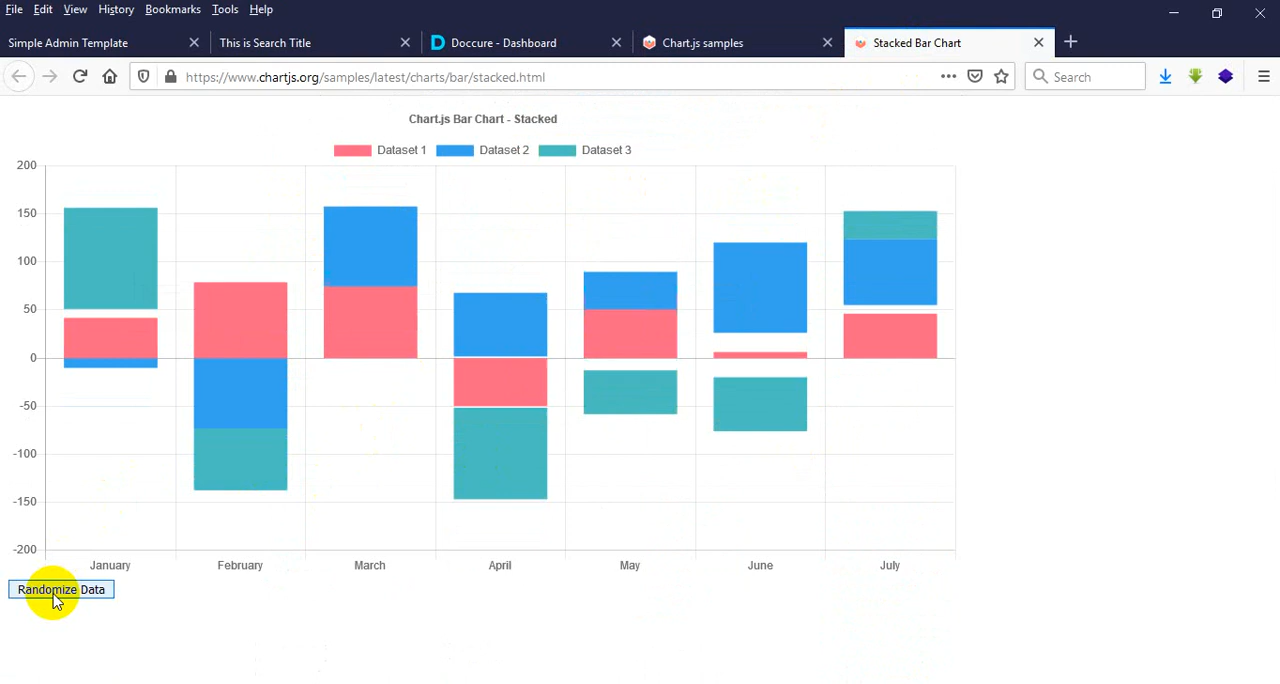 File Edit View History Bookmarks Tools Help
Simple Admin Template This is Search Title Doccure - Dashboard Chart.js samples Stacked Bar Chart
https://www.chartjs.org/samples/latest/charts/bar/stacked.html Search
Chart.js Bar Chart - Stacked
Dataset 1 Dataset 2 Dataset 3
200
150
100
50
0
-50
-100
-150
-200
January February March April May June July
Randomize Data